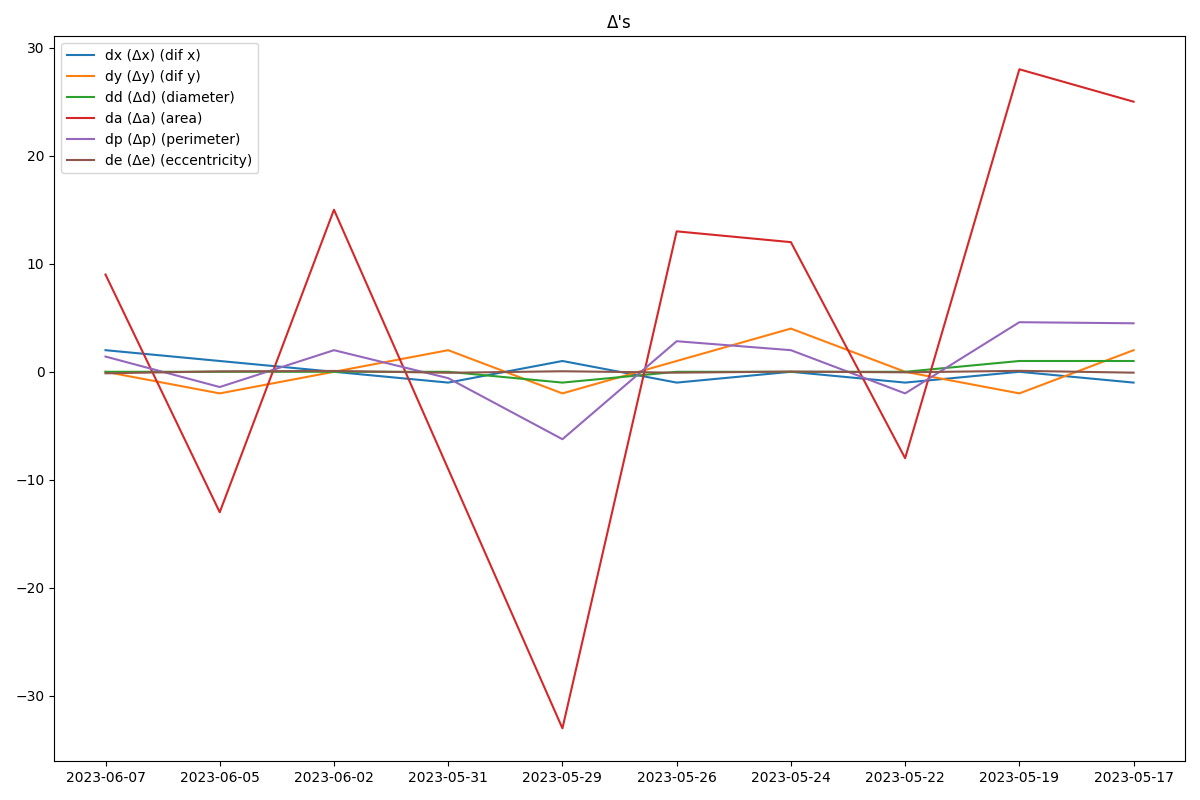 Δ's
dx (Δx) (dif x)
dy (Δy) (dif y)
dd (Δd) (diameter)
da (Δa) (area)
dp (Δp) (perimeter)
de (Δe) (eccentricity)
30
20
10
0
−10
−20
−30
2023-06-07 2023-06-05 2023-06-02 2023-05-31 2023-05-29 2023-05-26 2023-05-24 2023-05-22 2023-05-19 2023-05-17